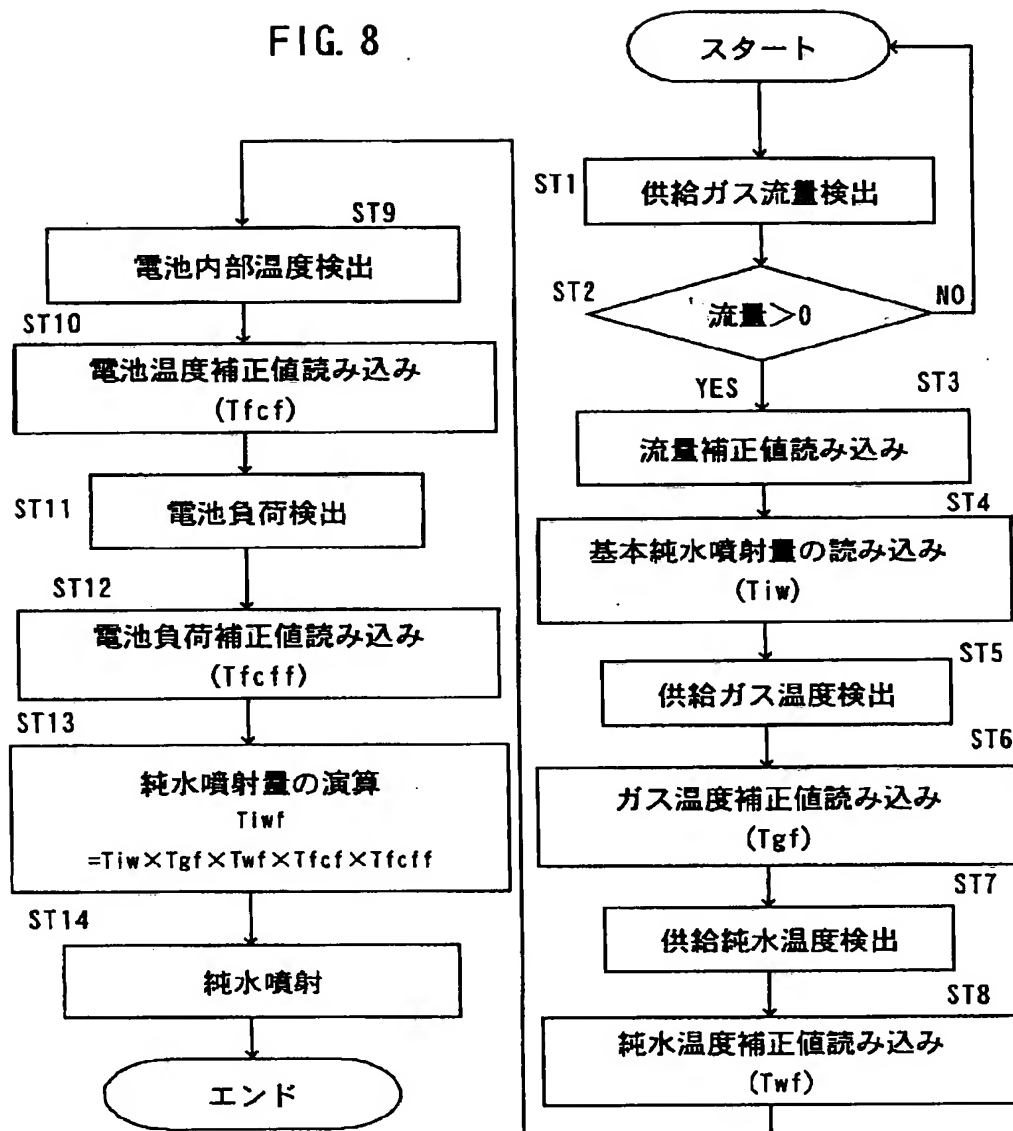 FIG. 8
スタート
ST1
供給ガス流量検出
ST2
流量>0
NO
YES
ST3
流量補正値読み込み
ST4
基本純水噴射量の読み込み
(Tiw)
ST5
供給ガス温度検出
ST6
ガス温度補正値読み込み
(Tgf)
ST7
供給純水温度検出
ST8
純水温度補正値読み込み
(Twf)
ST9
電池内部温度検出
ST10
電池温度補正値読み込み
(Tfcf)
ST11
電池負荷検出
ST12
電池負荷補正値読み込み
(Tfcff)
ST13
純水噴射量の演算
Tiwf
=Tiw×Tgf×Twf×Tfcf×Tfcff
ST14
純水噴射
エンド